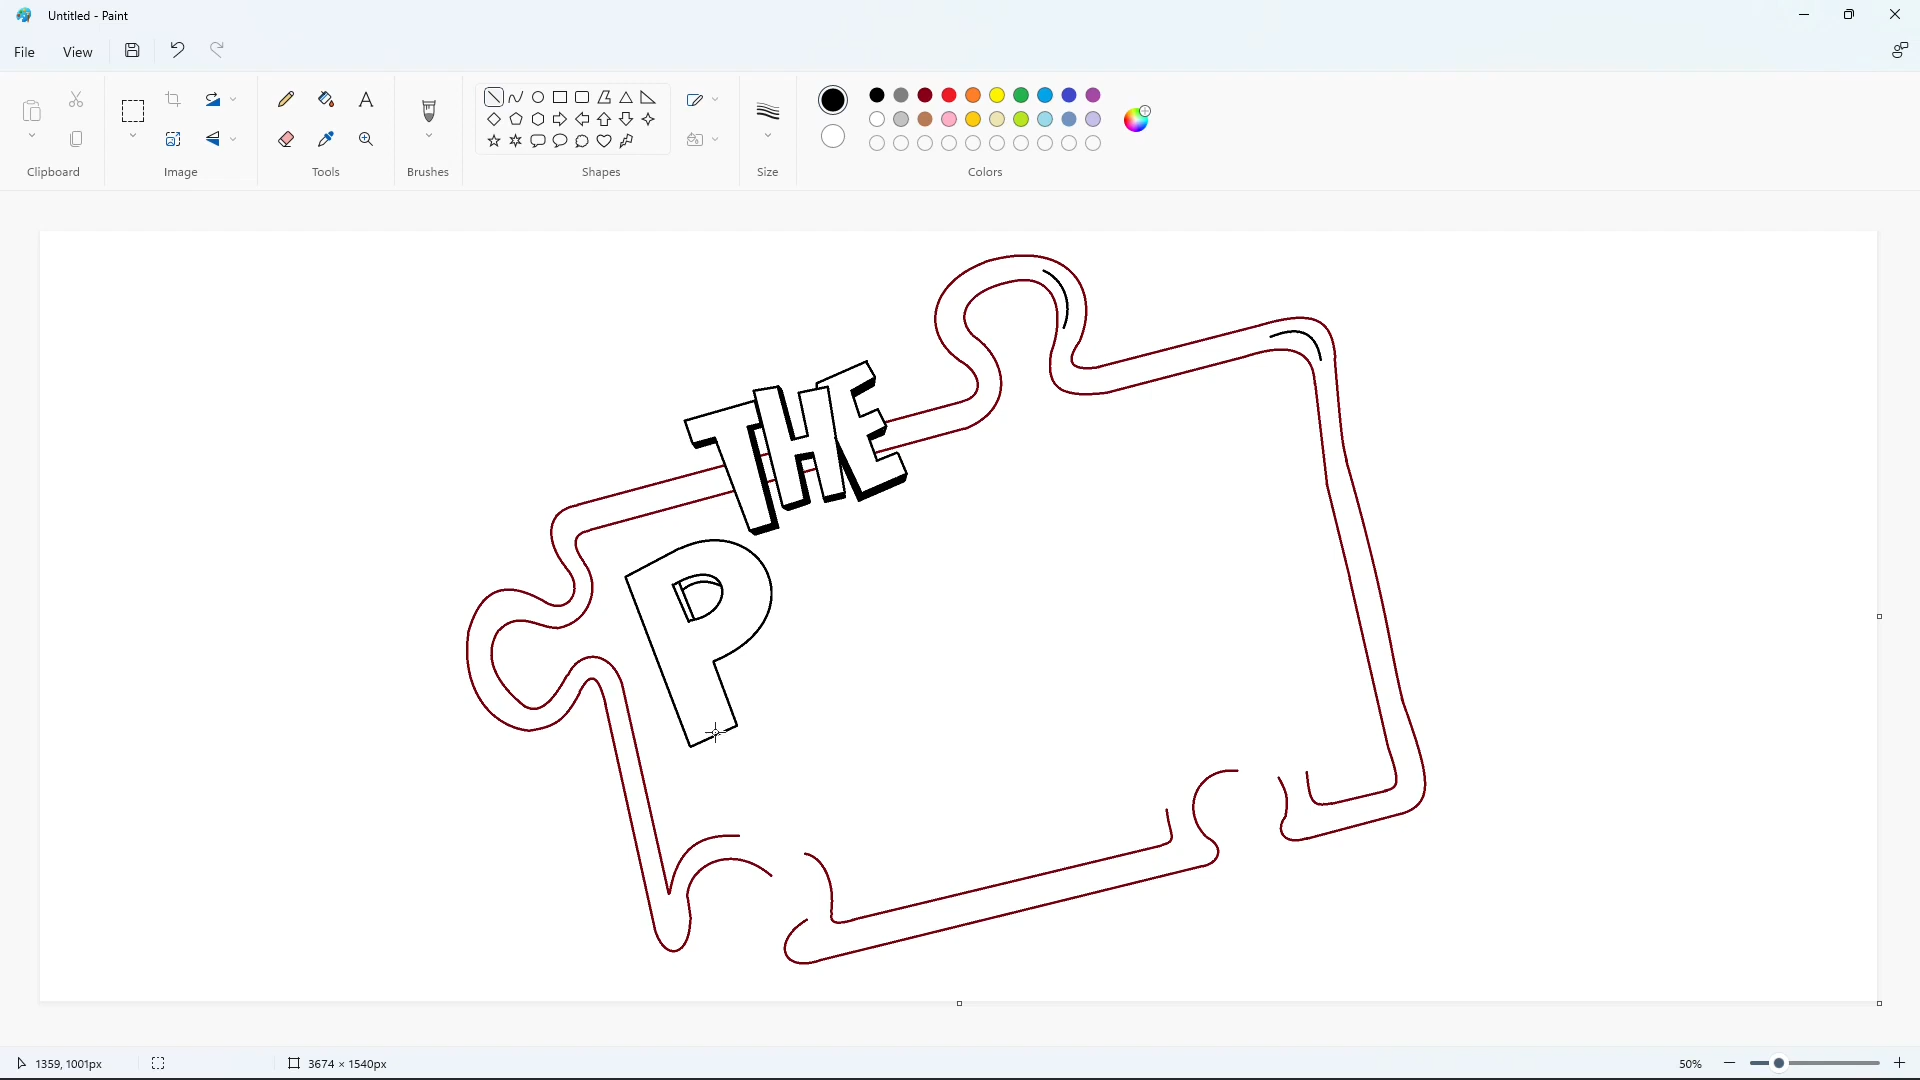 Untitled - Paint
File View
Clipboard Image Tools Brushes Shapes Size Colors
THE
P
1359, 1001px 3674 × 1540px 50%